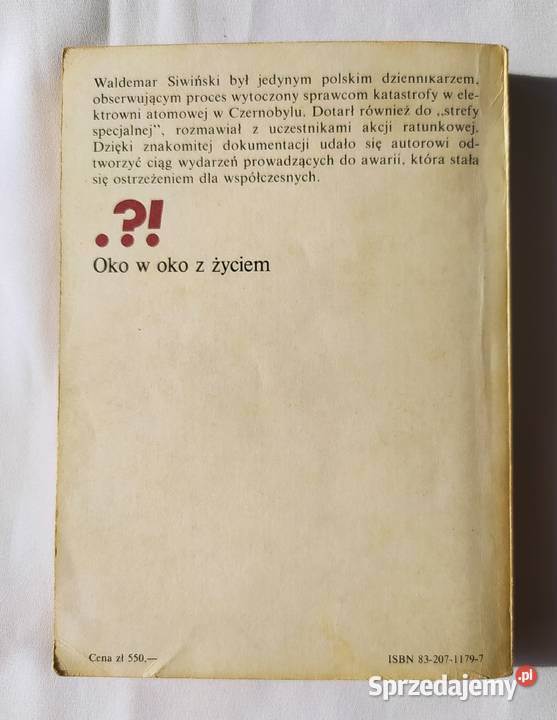 Waldemar Siwiński był jedynym polskim dziennikarzem,
obserwującym proces wytoczony sprawcom katastrofy w ele-
ktrowni atomowej w Czernobylu. Dotarł również do „strefy
specjalnej”, rozmawiał z uczestnikami akcji ratunkowej.
Dzięki znakomitej dokumentacji udało się autorowi od-
tworzyć ciąg wydarzeń prowadzących do awarii, która stała
się ostrzeżeniem dla współczesnych.
.?!
Oko w oko z życiem
Cena zł 550,—
ISBN 83-207-1179-7
Sprzedajemy.pl